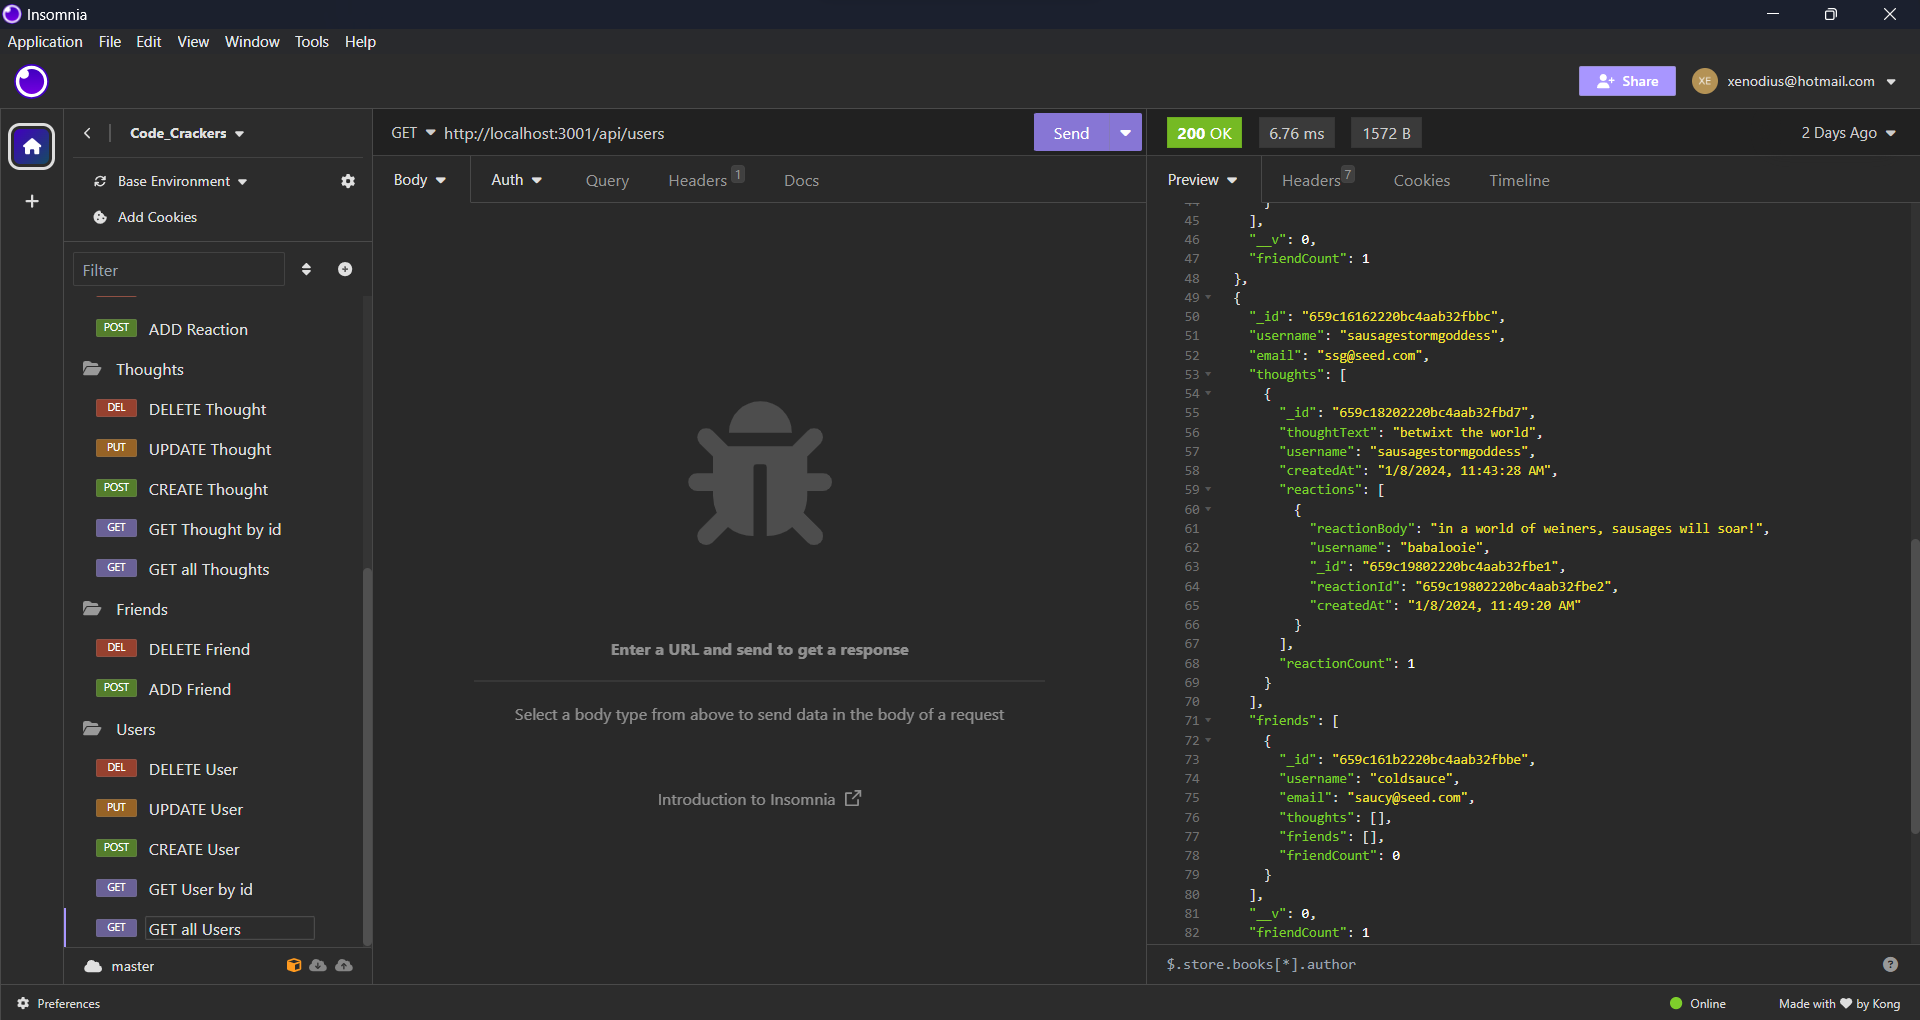 Insomnia
Application File Edit View Window Tools Help
Share
XE xenodius@hotmail.com
Code_Crackers
Base Environment
Add Cookies
Filter
POST ADD Reaction
Thoughts
DEL DELETE Thought
PUT UPDATE Thought
POST CREATE Thought
GET GET Thought by id
GET GET all Thoughts
Friends
DEL DELETE Friend
POST ADD Friend
Users
DEL DELETE User
PUT UPDATE User
POST CREATE User
GET GET User by id
GET GET all Users
master
GET http://localhost:3001/api/users
Send
Body Auth Query Headers 1 Docs
Enter a URL and send to get a response
Select a body type from above to send data in the body of a request
Introduction to Insomnia
200 OK 6.76 ms 1572 B 2 Days Ago
Preview Headers 7 Cookies Timeline
45 ],
46 "__v": 0,
47 "friendCount": 1
48 },
49 {
50 "_id": "659c16162220bc4aab32fbbc",
51 "username": "sausagestormgoddess",
52 "email": "ssg@seed.com",
53 "thoughts": [
54 {
55 "_id": "659c18202220bc4aab32fbd7",
56 "thoughtText": "betwixt the world",
57 "username": "sausagestormgoddess",
58 "createdAt": "1/8/2024, 11:43:28 AM",
59 "reactions": [
60 {
61 "reactionBody": "in a world of weiners, sausages will soar!",
62 "username": "babalooie",
63 "_id": "659c19802220bc4aab32fbe1",
64 "reactionId": "659c19802220bc4aab32fbe2",
65 "createdAt": "1/8/2024, 11:49:20 AM"
66 }
67 ],
68 "reactionCount": 1
69 }
70 ],
71 "friends": [
72 {
73 "_id": "659c161b2220bc4aab32fbbe",
74 "username": "coldsauce",
75 "email": "saucy@seed.com",
76 "thoughts": [],
77 "friends": [],
78 "friendCount": 0
79 }
80 ],
81 "__v": 0,
82 "friendCount": 1
$.store.books[*].author
Preferences
Online
Made with ♥ by Kong